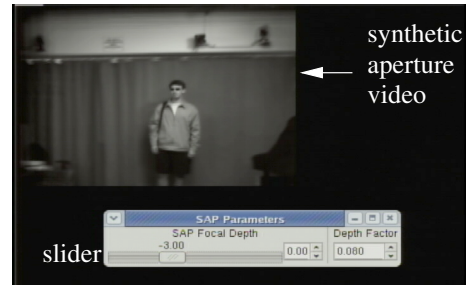 synthetic
aperture
video
SAP Parameters
SAP Focal Depth
Depth Factor
-3.00
0.00
0.080
slider